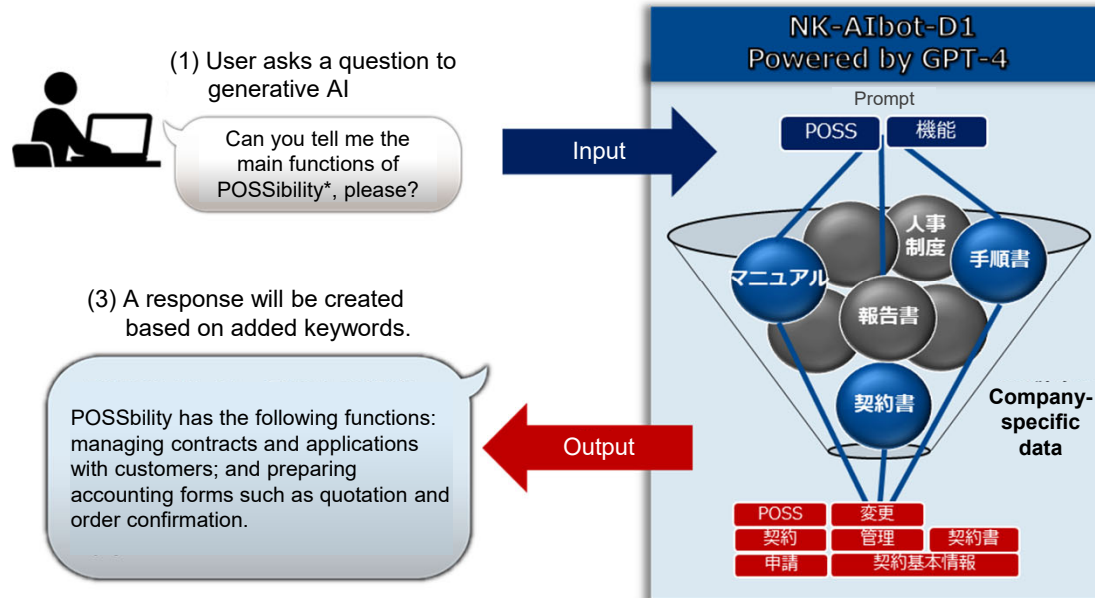 (1) User asks a question to
generative AI
Can you tell me the
main functions of
POSSibility*, please?
Input
NK-AIbot-D1
Powered by GPT-4
Prompt
POSS
機能
人事
制度
手順書
マニュアル
報告書
契約書
Company-
specific
data
(3) A response will be created
based on added keywords.
POSSbility has the following functions:
managing contracts and applications
with customers; and preparing
accounting forms such as quotation and
order confirmation.
Output
POSS
変更
契約
管理
契約書
申請
契約基本情報